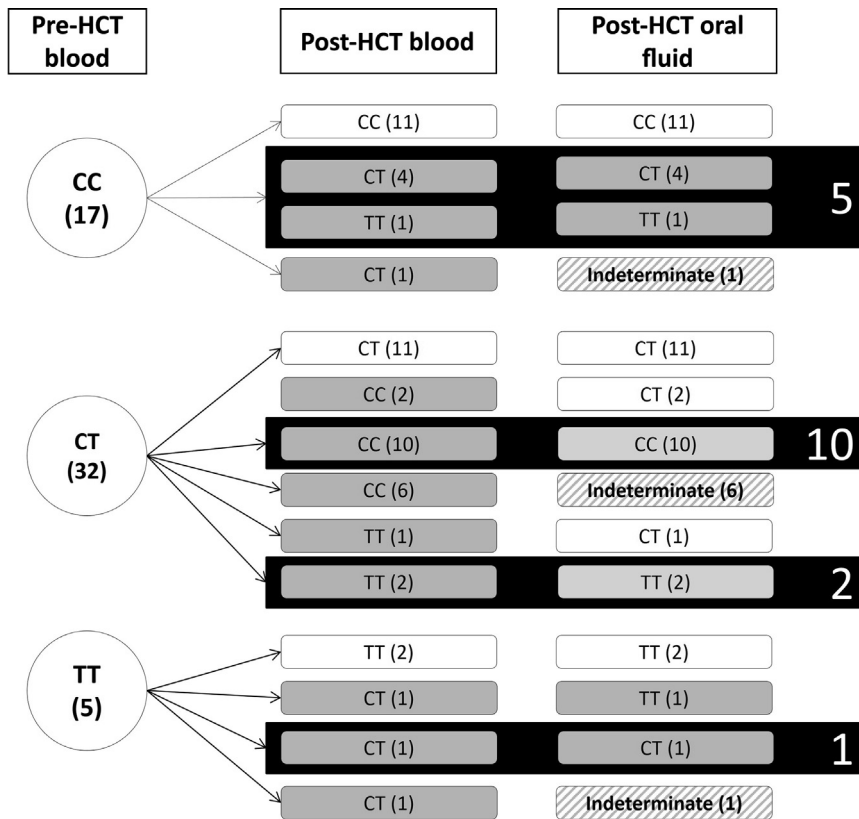 Pre-HCT
blood
Post-HCT blood
Post-HCT oral
fluid
CC
(17)
CC (11)
CC (11)
CT (4)
CT (4)
5
TT (1)
TT (1)
CT (1)
Indeterminate (1)
CT
(32)
CT (11)
CT (11)
CC (2)
CT (2)
CC (10)
CC (10)
10
CC (6)
Indeterminate (6)
TT (1)
CT (1)
TT (2)
TT (2)
2
TT
(5)
TT (2)
TT (2)
CT (1)
TT (1)
CT (1)
CT (1)
1
CT (1)
Indeterminate (1)